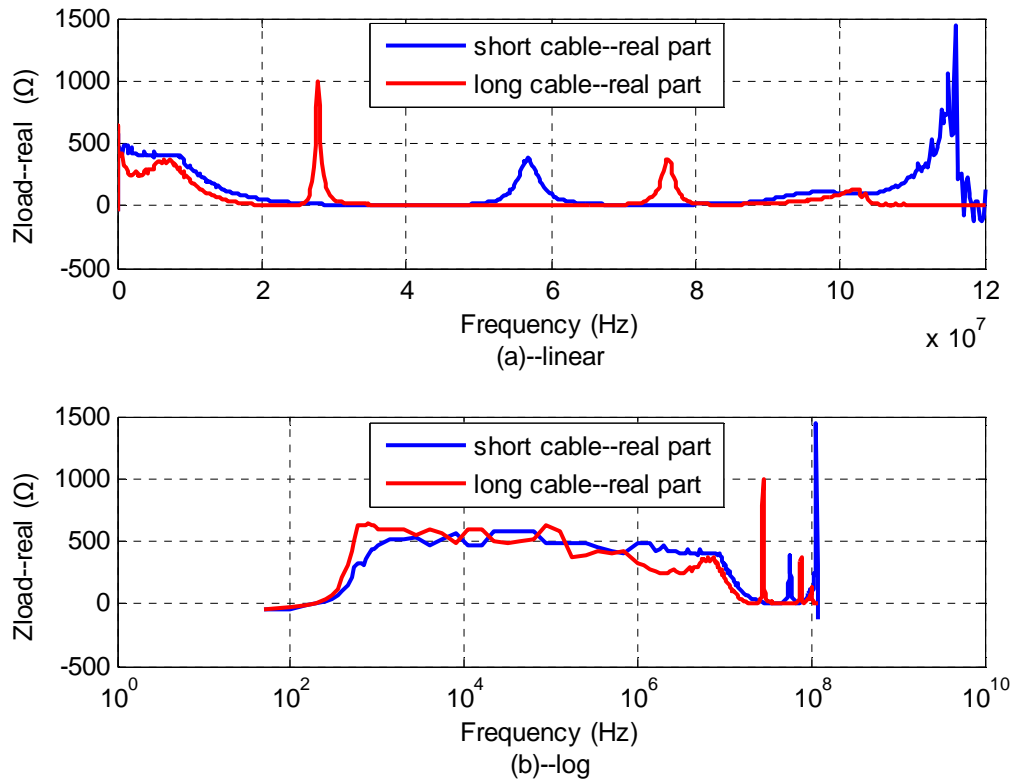 1500
1000
500
0
-500
Zload--real (Ω)
short cable--real part
long cable--real part
0 2 4 6 8 10 12
x 10^7
Frequency (Hz)
(a)--linear
1500
1000
500
0
-500
Zload--real (Ω)
short cable--real part
long cable--real part
10^0 10^2 10^4 10^6 10^8 10^10
Frequency (Hz)
(b)--log